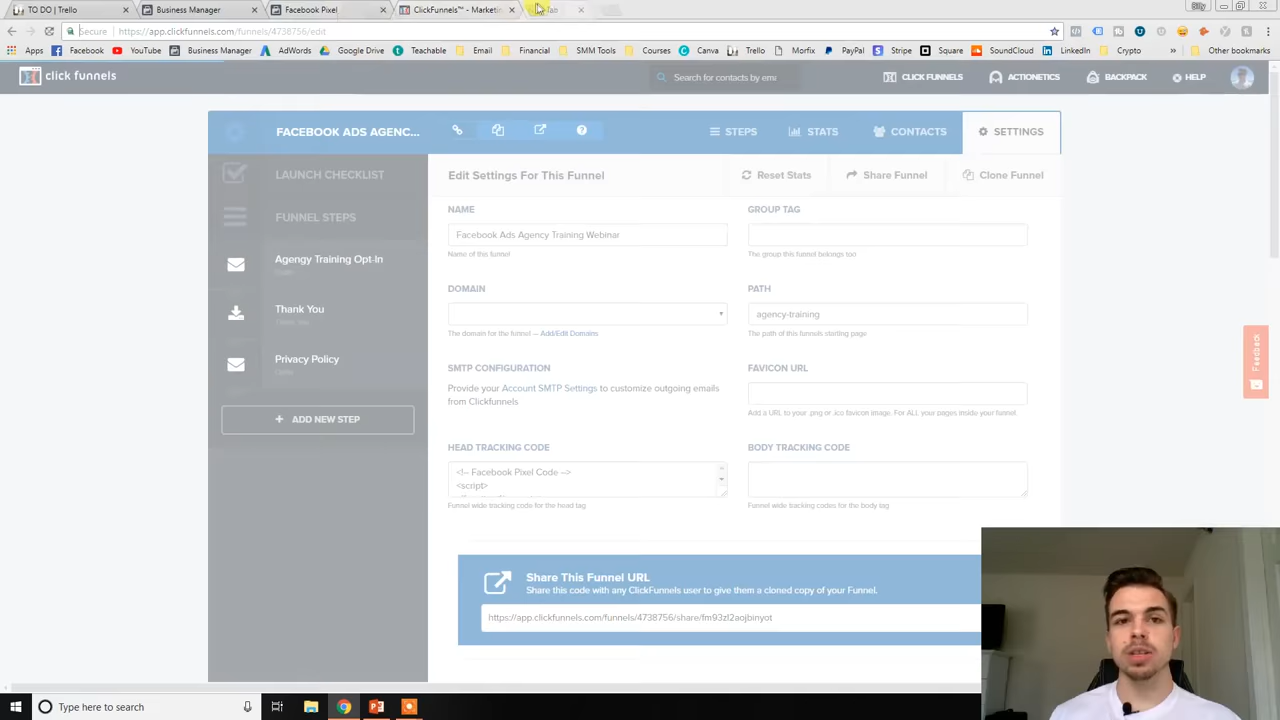 TO DO | Trello
Business Manager
Facebook Pixel
ClickFunnels™ - Marketin
Tab
Secure
https://app.clickfunnels.com/funnels/4738756/edit
Apps
Facebook
YouTube
Business Manager
AdWords
Google Drive
Teachable
Email
Financial
SMM Tools
Courses
Canva
Trello
Morfix
PayPal
Stripe
Square
SoundCloud
LinkedIn
Crypto
»
Other bookmarks
click funnels
Search for contacts by ema
CLICK FUNNELS
ACTIONETICS
BACKPACK
HELP
FACEBOOK ADS AGENC...
STEPS
STATS
CONTACTS
SETTINGS
LAUNCH CHECKLIST
FUNNEL STEPS
Agengy Training Opt-In
Thank You
Thank You
Privacy Policy
+ ADD NEW STEP
Edit Settings For This Funnel
Reset Stats
Share Funnel
Clone Funnel
NAME
Facebook Ads Agency Training Webinar
Name of this funnel
GROUP TAG
The group this funnel belongs too
DOMAIN
The domain for the funnel — Add/Edit Domains
PATH
agency-training
The path of this funnels starting page
SMTP CONFIGURATION
Provide your Account SMTP Settings to customize outgoing emails
from Clickfunnels
FAVICON URL
Add a URL to your .png or .ico favicon image. For ALL your pages inside your funnel.
HEAD TRACKING CODE
<!-- Facebook Pixel Code -->
<script>
Funnel wide tracking code for the head tag
BODY TRACKING CODE
Funnel wide tracking codes for the body tag
Share This Funnel URL
Share this code with any ClickFunnels user to give them a cloned copy of your Funnel.
https://app.clickfunnels.com/funnels/4738756/share/fm93zl2aojbinyot
Feedback
Type here to search